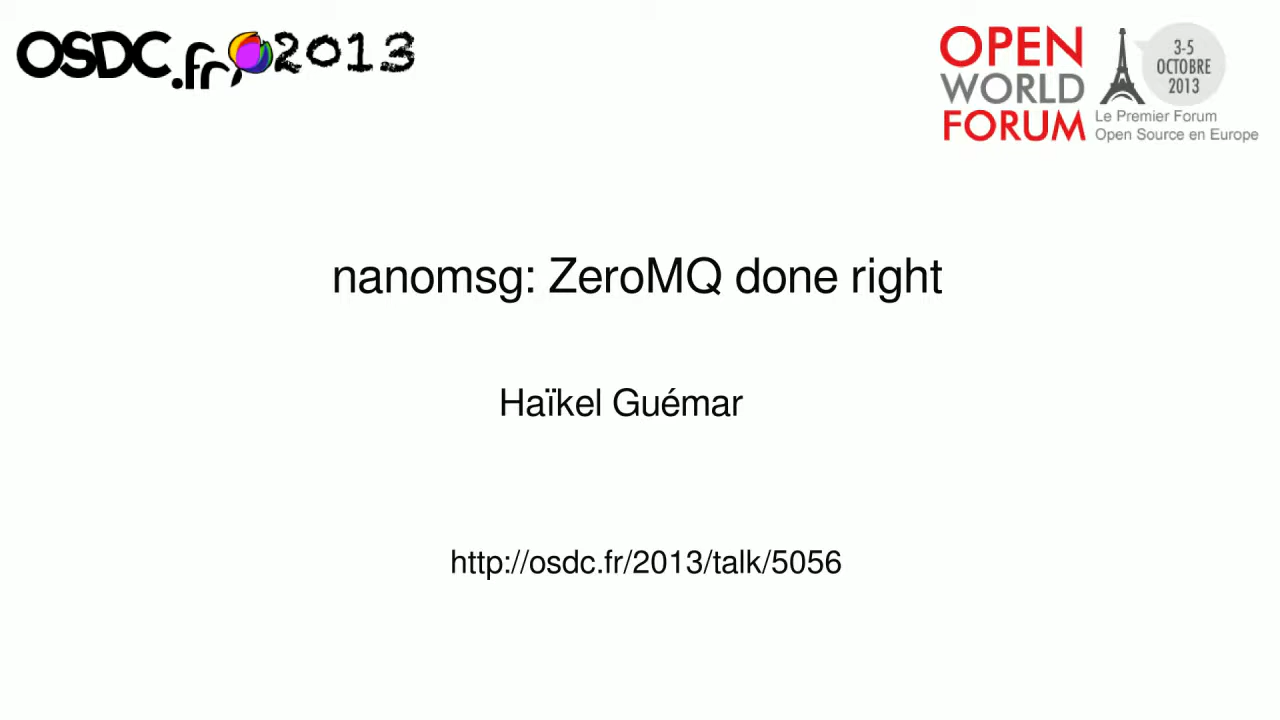 OSDC.fr 2013
OPEN
WORLD
FORUM
3-5
OCTOBRE
2013
Le Premier Forum
Open Source en Europe
nanomsg: ZeroMQ done right
Haïkel Guémar
http://osdc.fr/2013/talk/5056